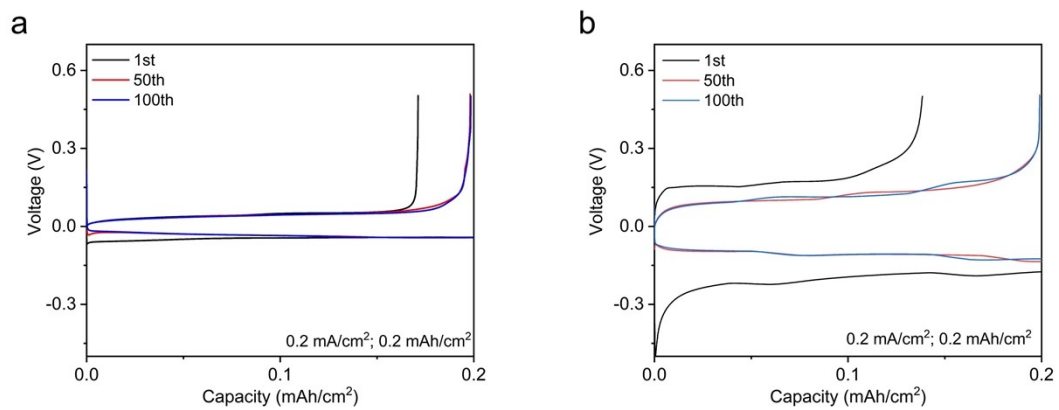 a
0.6
0.3
0.0
-0.3
Voltage (V)
1st
50th
100th
0.2 mA/cm²; 0.2 mAh/cm²
0.0
0.1
0.2
Capacity (mAh/cm²)
b
0.6
0.3
0.0
-0.3
Voltage (V)
1st
50th
100th
0.2 mA/cm²; 0.2 mAh/cm²
0.0
0.1
0.2
Capacity (mAh/cm²)